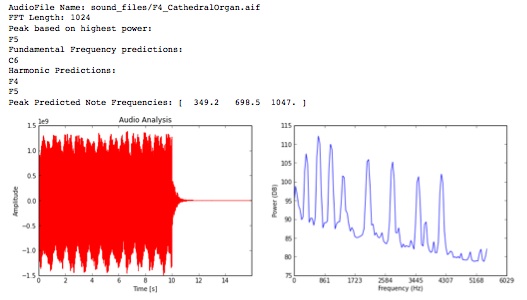 AudioFile Name: sound_files/F4_CathedralOrgan.aif
FFT Length: 1024
Peak based on highest power:
F5
Fundamental Frequency predictions:
C6
Harmonic Predictions:
F4
F5
Peak Predicted Note Frequencies: [ 349.2 698.5 1047. ]
1e9
Audio Analysis
1.5
1.0
0.5
0.0
−0.5
−1.0
−1.5
Amplitude
0 2 4 6 8 10 12 14
Time [s]
115
110
105
100
95
90
85
80
75
Power (DB)
0 861 1723 2584 3445 4307 5168 6029
Frequency (Hz)